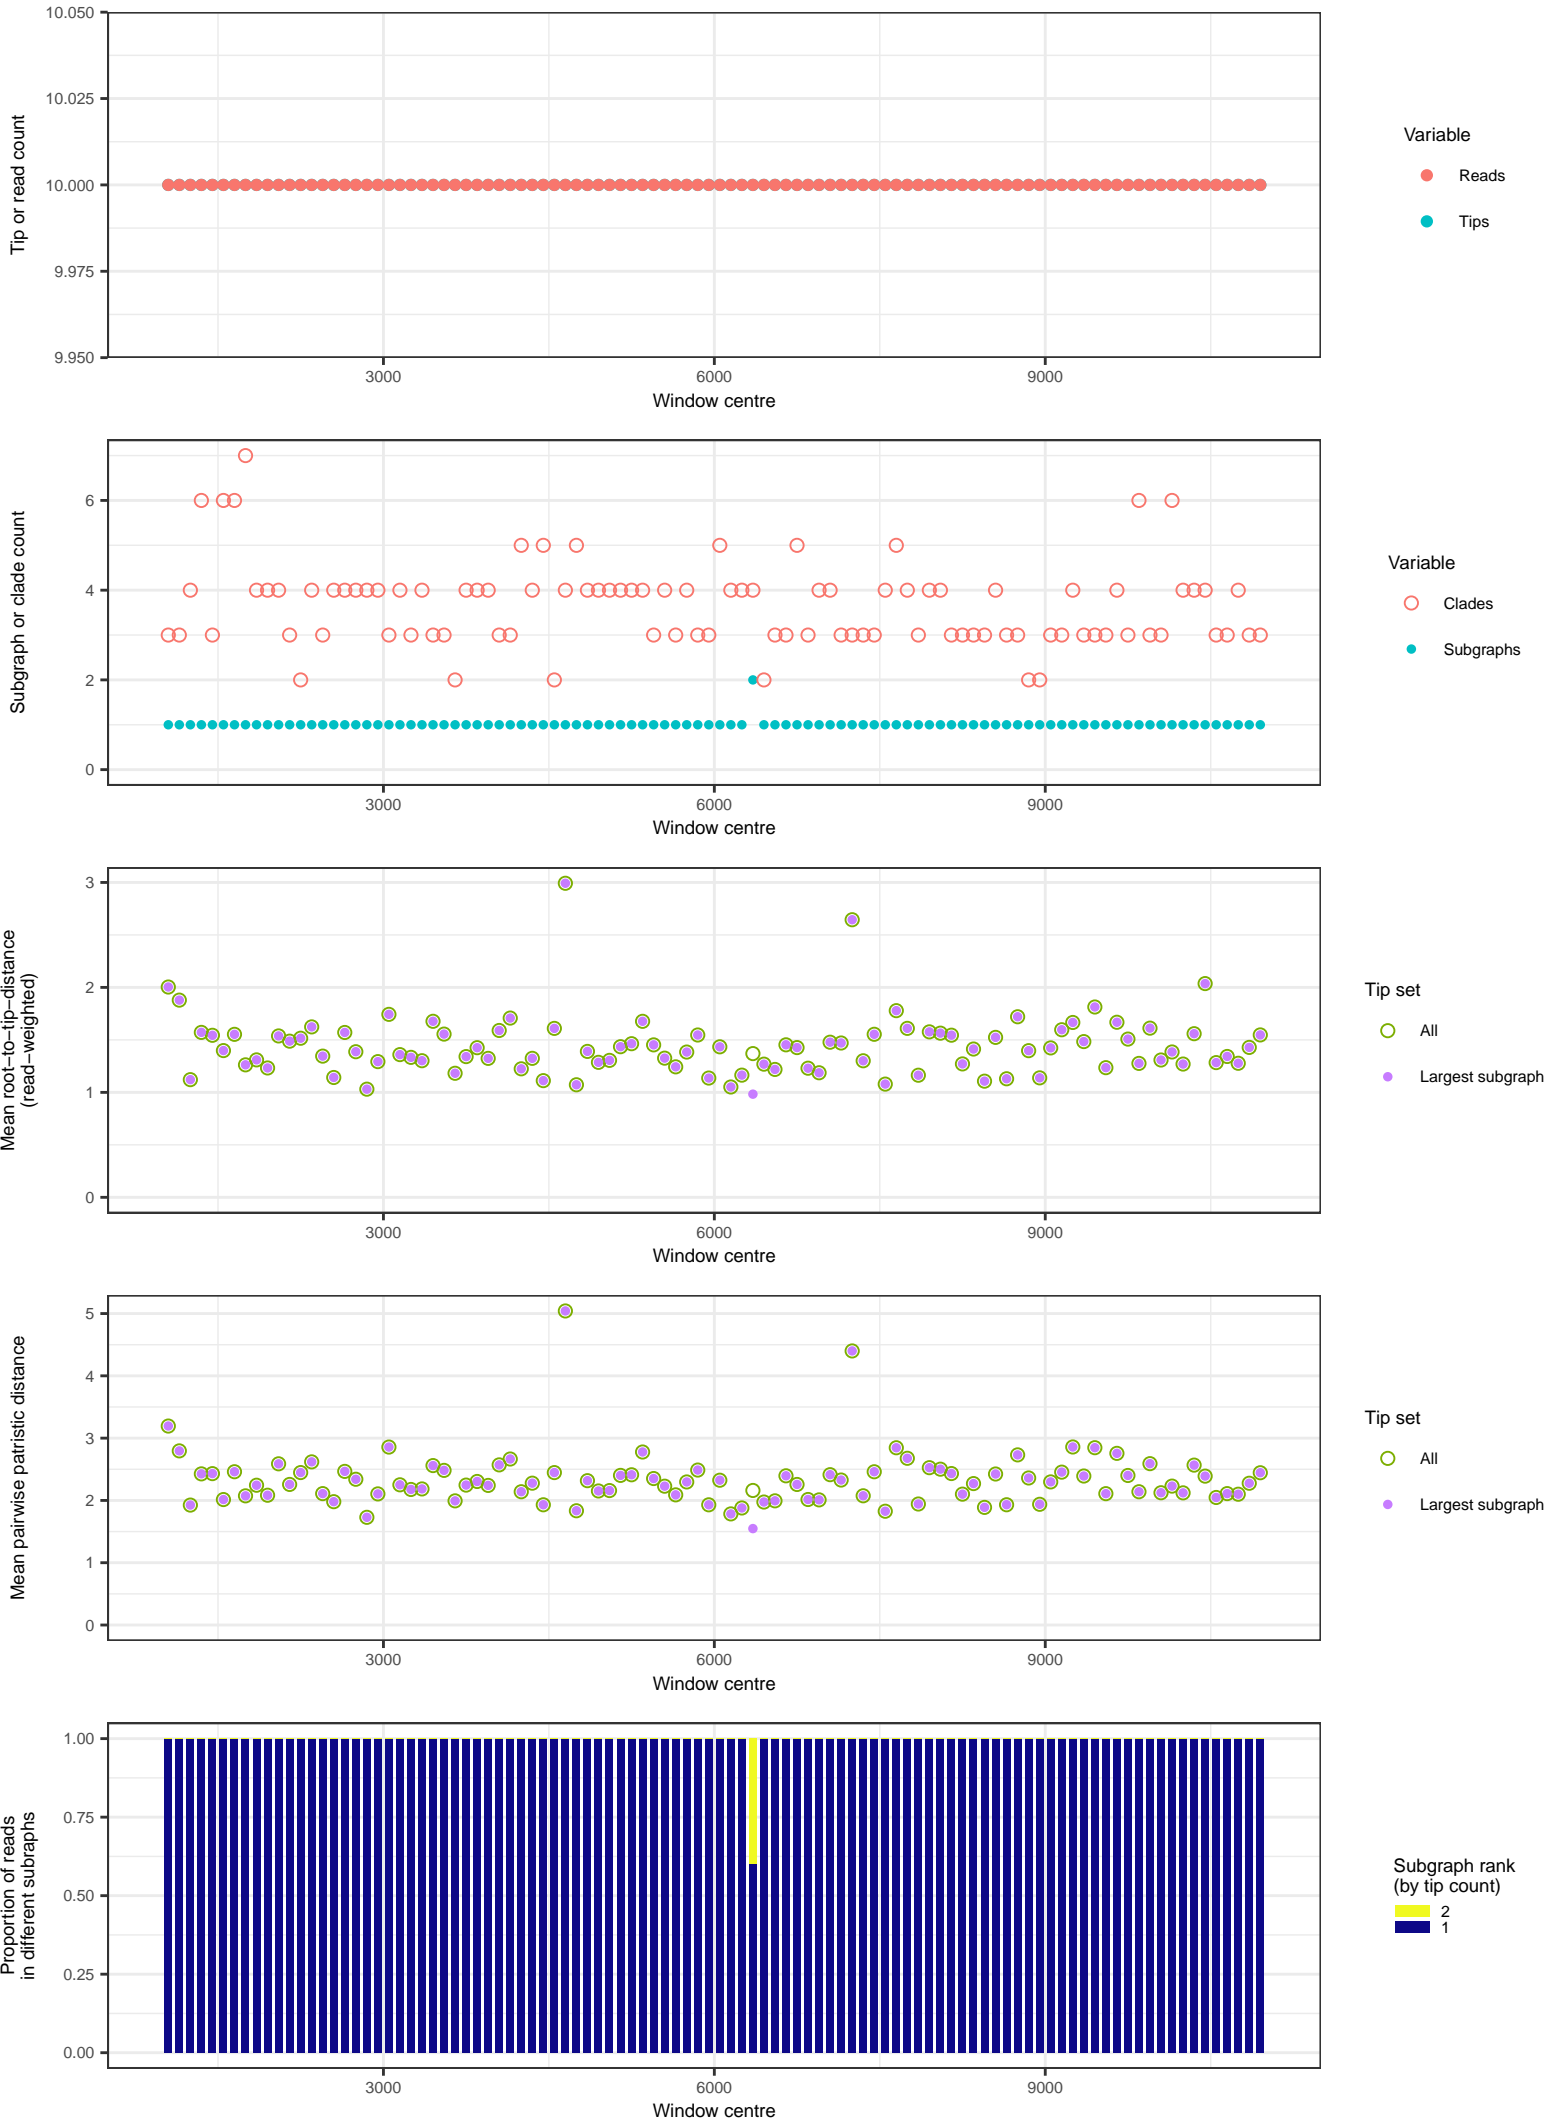 10.050
10.025
10.000
9.975
9.950
Tip or read count
3000 6000 9000
Window centre
Variable
Reads
Tips
6
4
2
0
Subgraph or clade count
3000 6000 9000
Window centre
Variable
Clades
Subgraphs
3
2
1
0
Mean root−to−tip−distance
(read−weighted)
3000 6000 9000
Window centre
Tip set
All
Largest subgraph
5
4
3
2
1
0
Mean pairwise patristic distance
3000 6000 9000
Window centre
Tip set
All
Largest subgraph
1.00
0.75
0.50
0.25
0.00
Proportion of reads
in different subraphs
3000 6000 9000
Window centre
Subgraph rank
(by tip count)
2
1